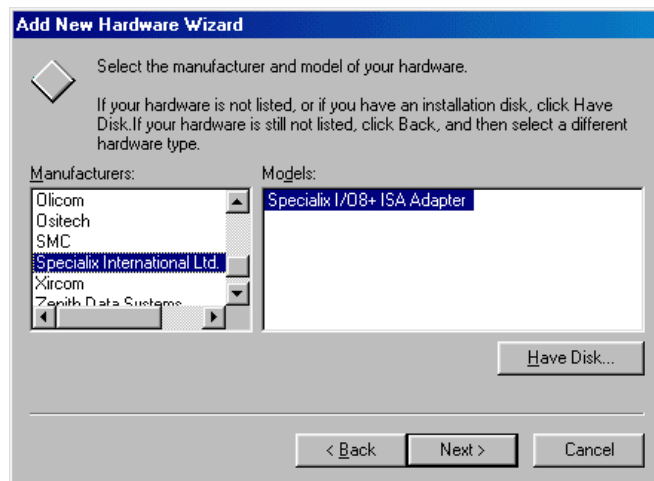 Add New Hardware Wizard
Select the manufacturer and model of your hardware.
If your hardware is not listed, or if you have an installation disk, click Have
Disk.If your hardware is still not listed, click Back, and then select a different
hardware type.
Manufacturers:
Olicom
Ositech
SMC
Specialix International Ltd.
Xircom
Zenith Data Systems
Models:
Specialix I/O8+ ISA Adapter
Have Disk...
< Back
Next >
Cancel